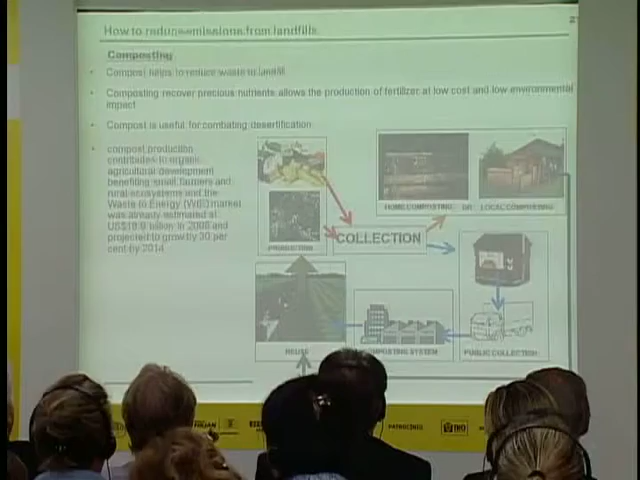 How to reduce emissions from landfills
Composting
Compost helps to reduce waste to landfill
Composting recover precious nutrients allows the production of fertilizer at low cost and low environmental
impact
Compost is useful for combating desertification
compost production
contributes to organic
agricultural development
benefiting small farmers and
rural ecosystems and the
Waste to Energy (WtE) market
was already estimated at
in 2008 and
projected to grow by 30 per
cent by 2014
PRODUCTION
HOME COMPOSTING OR LOCAL COMPOSTING
COLLECTION
REUSE
COMPOSTING SYSTEM
PUBLIC COLLECTION
PATROCINIO